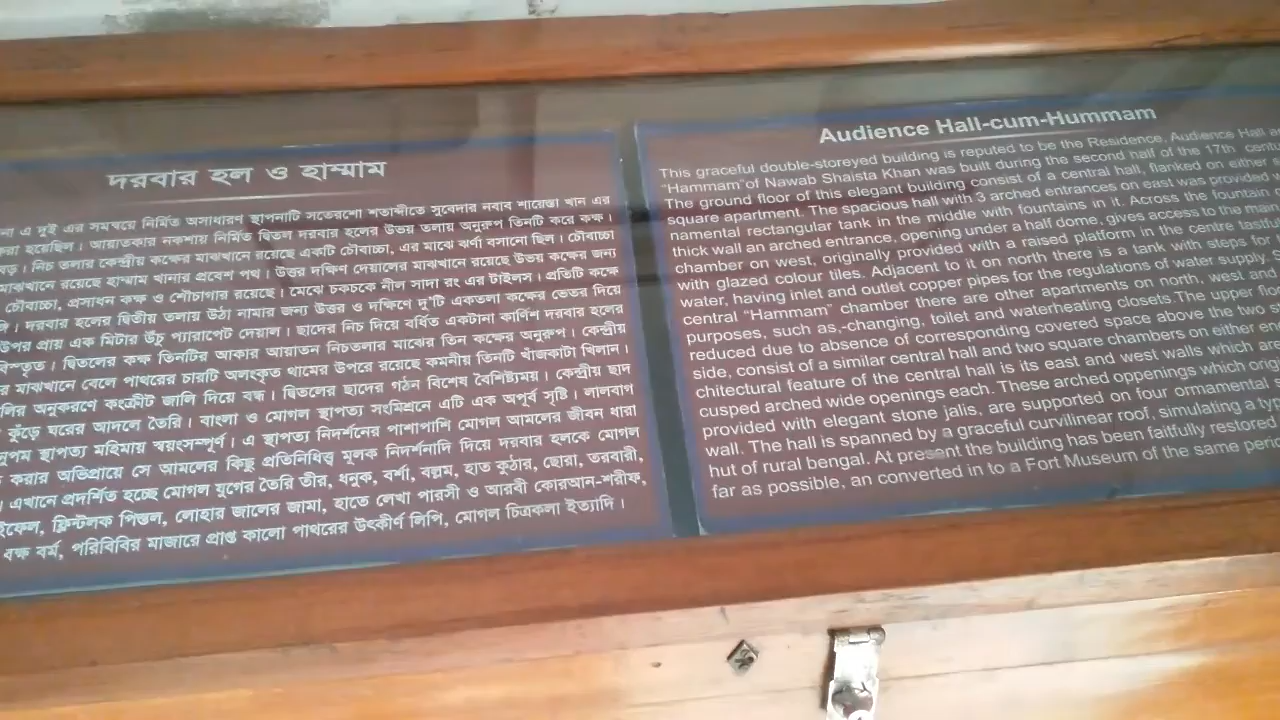 দরবার হল ও হাম্মাম
এ দুই এর সমন্বয়ে নির্মিত অসাধারণ স্থাপনাটি সতেরশো শতাব্দীতে সুবেদার নবাব শায়েস্তা খান এর
হয়েছিল। আয়াতকার নকশায় নির্মিত দ্বিতল দরবার হলের উভয় তলায় অনুরুপ তিনটি করে কক্ষ।
নিচ তলার কেন্দ্রীয় কক্ষের মাঝখানে রয়েছে একটি চৌবাচ্চা, এর মাঝে ঝর্ণা বসানো ছিল। চৌবাচ্চা
মাঝখানে রয়েছে হাম্মাম খানার প্রবেশ পথ। উত্তর দক্ষিণ দেয়ালের মাঝখানে রয়েছে উভয় কক্ষের জন্য
চৌবাচ্চা, প্রসাধন কক্ষ ও শৌচাগার রয়েছে। মেঝে চকচকে নীল সাদা রং এর টাইলস। প্রতিটি কক্ষে
দরবার হলের দ্বিতীয় তলায় উঠা নামার জন্য উত্তর ও দক্ষিণে দু'টি একতলা কক্ষের ভেতর দিয়ে
উপর প্রায় এক মিটার উঁচু প্যারাপেট দেয়াল। ছাদের নিচ দিয়ে বর্ধিত একটানা কার্ণিশ দরবার হলের
বিস্তৃত। দ্বিতলের কক্ষ তিনটির আকার আয়াতন নিচতলার মাঝের তিন কক্ষের অনুরুপ। কেন্দ্রীয়
র মাঝখানে বেলে পাথরের চারটি অলংকৃত থামের উপরে রয়েছে কমনীয় তিনটি খাঁজকাটা খিলান।
লির অনুকরণে কংক্রীট জালি দিয়ে বন্ধ। দ্বিতলের ছাদের গঠন বিশেষ বৈশিষ্ট্যময়। কেন্দ্রীয় ছাদ
কুঁড়ে ঘরের আদলে তৈরি। বাংলা ও মোগল স্থাপত্য সংমিশ্রনে এটি এক অপূর্ব সৃষ্টি। লালবাগ
নুপম স্থাপত্য মহিমায় স্বয়ংসম্পূর্ণ। এ স্থাপত্য নিদর্শনের পাশাপাশি মোগল আমলের জীবন ধারা
করার অভিপ্রায়ে সে আমলের কিছু প্রতিনিধিত্ব মূলক নিদর্শনাদি দিয়ে দরবার হলকে মোগল
এখানে প্রদর্শিত হচ্ছে মোগল যুগের তৈরি তীর, ধনুক, বর্শা, বল্লম, হাত কুঠার, ছোরা, তরবারী,
ইফেল, ফ্লিন্টলক পিস্তল, লোহার জালের জামা, হাতে লেখা পারসী ও আরবী কোরআন-শরীফ,
বক্ষ বর্ম, পরিবিবির মাজারে প্রাপ্ত কালো পাথরের উৎকীর্ণ লিপি, মোগল চিত্রকলা ইত্যাদি।
Audience Hall-cum-Hummam
This graceful double-storeyed building is reputed to be the Residence, Audience Hall
"Hammam"of Nawab Shaista Khan was built during the second half of the 17th centu
The ground floor of this elegant building consist of a central hall, flanked on either
square apartment. The spacious hall with 3 arched entrances on east was provided
namental rectangular tank in the middle with fountains in it. Across the fountain
thick wall an arched entrance, opening under a half dome, gives access to the main
chamber on west, originally provided with a raised platform in the centre
with glazed colour tiles. Adjacent to it on north there is a tank with steps for
water, having inlet and outlet copper pipes for the regulations of water supply.
central "Hammam" chamber there are other apartments on north, west and
purposes, such as,-changing, toilet and waterheating closets.The upper flo
reduced due to absence of corresponding covered space above the two
side, consist of a similar central hall and two square chambers on either en
chitectural feature of the central hall is its east and west walls which are
cusped arched wide openings each. These arched oppenings which orig
provided with elegant stone jalis, are supported on four ornamental
wall. The hall is spanned by a graceful curvilinear roof, simulating a ty
hut of rural bengal. At present the building has been faithfully restored
far as possible, an converted in to a Fort Museum of the same perio